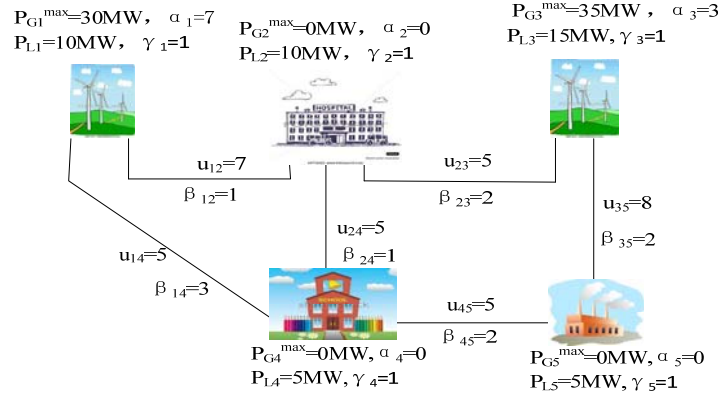 P_G1^max=30MW, α_1=7
P_L1=10MW, γ_1=1
P_G2^max=0MW, α_2=0
P_L2=10MW, γ_2=1
P_G3^max=35MW, α_3=3
P_L3=15MW, γ_3=1
HOSPITAL
u_12=7
β_12=1
u_23=5
β_23=2
u_35=8
β_35=2
u_24=5
β_24=1
u_14=5
β_14=3
u_45=5
β_45=2
P_G4^max=0MW, α_4=0
P_L4=5MW, γ_4=1
P_G5^max=0MW, α_5=0
P_L5=5MW, γ_5=1